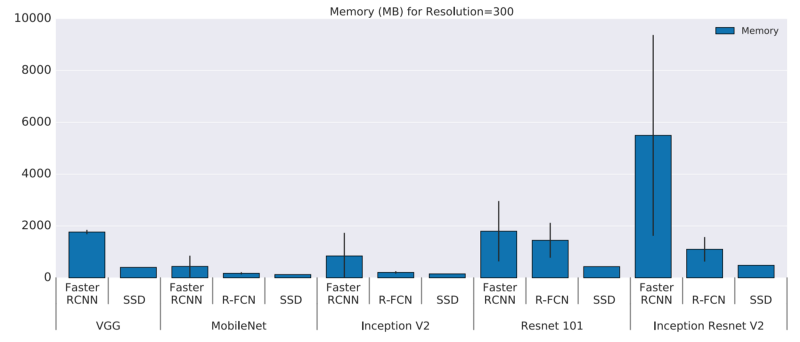 Memory (MB) for Resolution=300
Memory
10000
8000
6000
4000
2000
0
Faster RCNN
SSD
Faster RCNN
R-FCN
SSD
Faster RCNN
R-FCN
SSD
Faster RCNN
R-FCN
SSD
Faster RCNN
R-FCN
SSD
VGG
MobileNet
Inception V2
Resnet 101
Inception Resnet V2